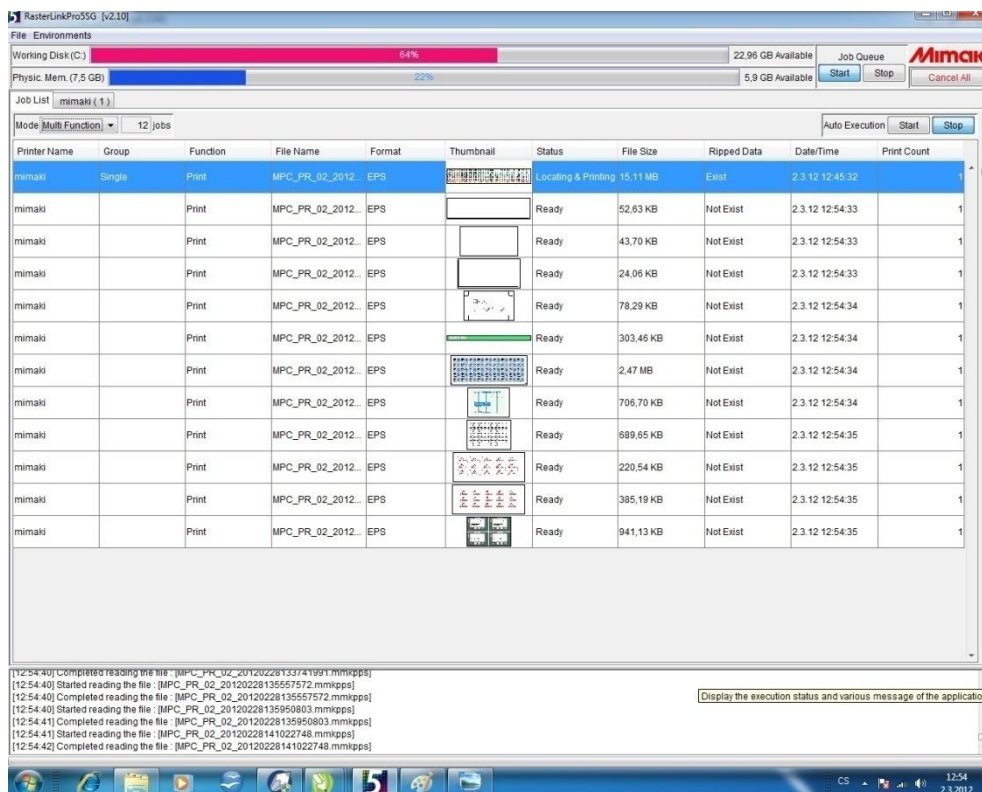 RasterLinkPro5SG [v2.10]
File Environments
Working Disk (C:) 64% 22,96 GB Available Job Queue Mimaki
Physic. Mem. (7,5 GB) 22% 5,9 GB Available Start Stop Cancel All
Job List mimaki ( 1 )
Mode Multi Function 12 jobs Auto Execution Start Stop
Printer Name Group Function File Name Format Thumbnail Status File Size Ripped Data Date/Time Print Count
mimaki Single Print MPC_PR_02_2012... EPS Locating & Printing 15,11 MB Exist 2.3.12 12:45:32 1
mimaki Print MPC_PR_02_2012... EPS Ready 52,63 KB Not Exist 2.3.12 12:54:33 1
mimaki Print MPC_PR_02_2012... EPS Ready 43,70 KB Not Exist 2.3.12 12:54:33 1
mimaki Print MPC_PR_02_2012... EPS Ready 24,06 KB Not Exist 2.3.12 12:54:33 1
mimaki Print MPC_PR_02_2012... EPS Ready 78,29 KB Not Exist 2.3.12 12:54:34 1
mimaki Print MPC_PR_02_2012... EPS Ready 303,46 KB Not Exist 2.3.12 12:54:34 1
mimaki Print MPC_PR_02_2012... EPS Ready 2,47 MB Not Exist 2.3.12 12:54:34 1
mimaki Print MPC_PR_02_2012... EPS Ready 706,70 KB Not Exist 2.3.12 12:54:34 1
mimaki Print MPC_PR_02_2012... EPS Ready 689,65 KB Not Exist 2.3.12 12:54:35 1
mimaki Print MPC_PR_02_2012... EPS Ready 220,54 KB Not Exist 2.3.12 12:54:35 1
mimaki Print MPC_PR_02_2012... EPS Ready 385,19 KB Not Exist 2.3.12 12:54:35 1
mimaki Print MPC_PR_02_2012... EPS Ready 941,13 KB Not Exist 2.3.12 12:54:35 1
[12:54:40] Completed reading the file : [MPC_PR_02_20120228133741991.mmkpps]
[12:54:40] Started reading the file : [MPC_PR_02_20120228135557572.mmkpps]
[12:54:40] Completed reading the file : [MPC_PR_02_20120228135557572.mmkpps]
[12:54:40] Started reading the file : [MPC_PR_02_20120228135950803.mmkpps]
[12:54:41] Completed reading the file : [MPC_PR_02_20120228135950803.mmkpps]
[12:54:41] Started reading the file : [MPC_PR_02_20120228141022748.mmkpps]
[12:54:42] Completed reading the file : [MPC_PR_02_20120228141022748.mmkpps]
Display the execution status and various message of the applicatio
CS 12:54
2.3.2012